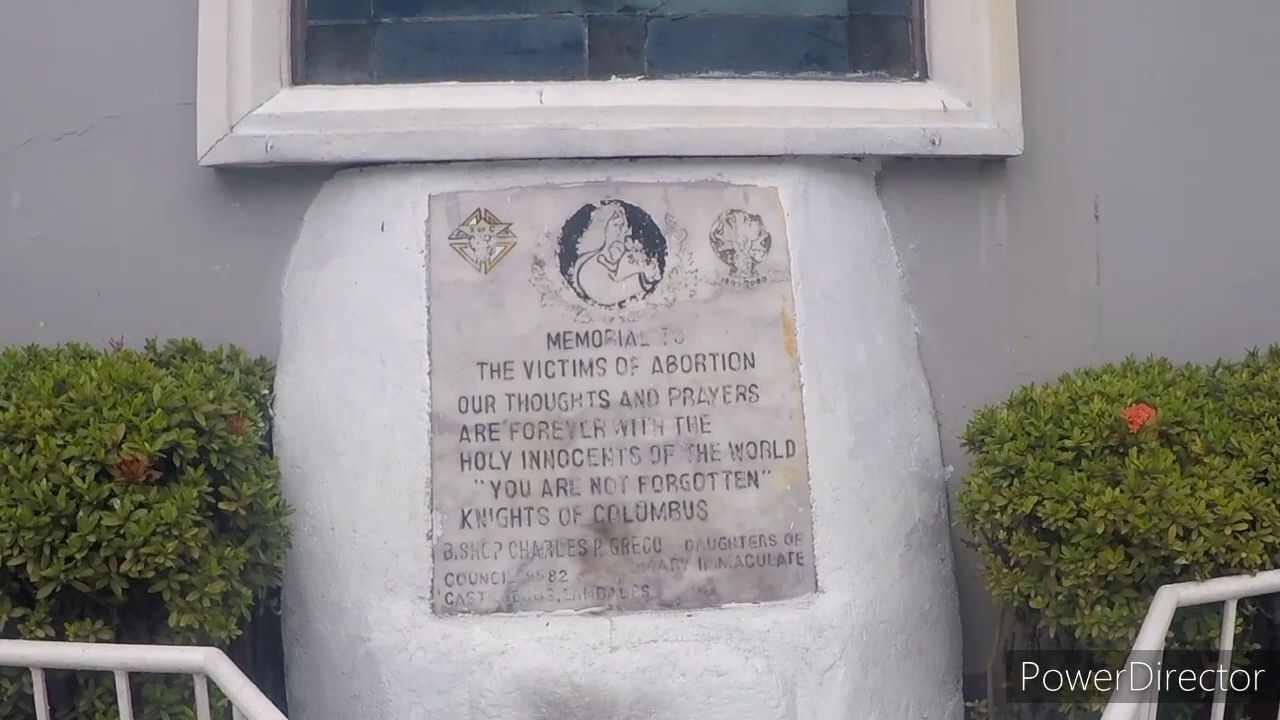 K of C
MEMORIAL TO
THE VICTIMS OF ABORTION
OUR THOUGHTS AND PRAYERS
ARE FOREVER WITH THE
HOLY INNOCENTS OF THE WORLD
"YOU ARE NOT FORGOTTEN"
KNIGHTS OF COLUMBUS
BISHOP CHARLES P. GRECO DAUGHTERS OF
COUNCIL MARY IMMACULATE
PowerDirector